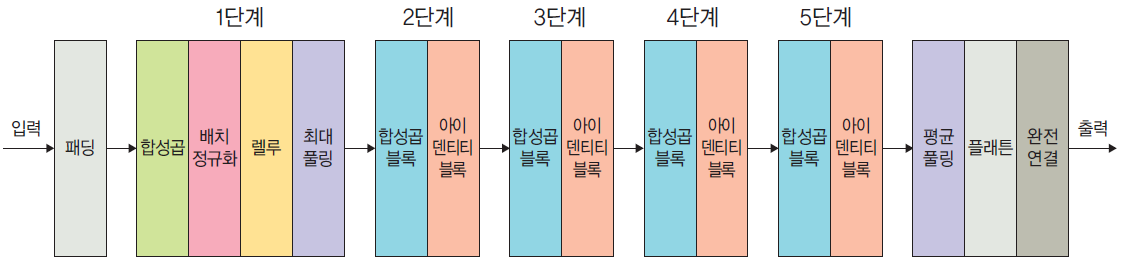 1단계
2단계
3단계
4단계
5단계
입력
패딩
합성곱
배치
정규화
렐루
최대
풀링
합성곱
블록
아이
덴티티
블록
합성곱
블록
아이
덴티티
블록
합성곱
블록
아이
덴티티
블록
합성곱
블록
아이
덴티티
블록
평균
풀링
플래튼
완전
연결
출력